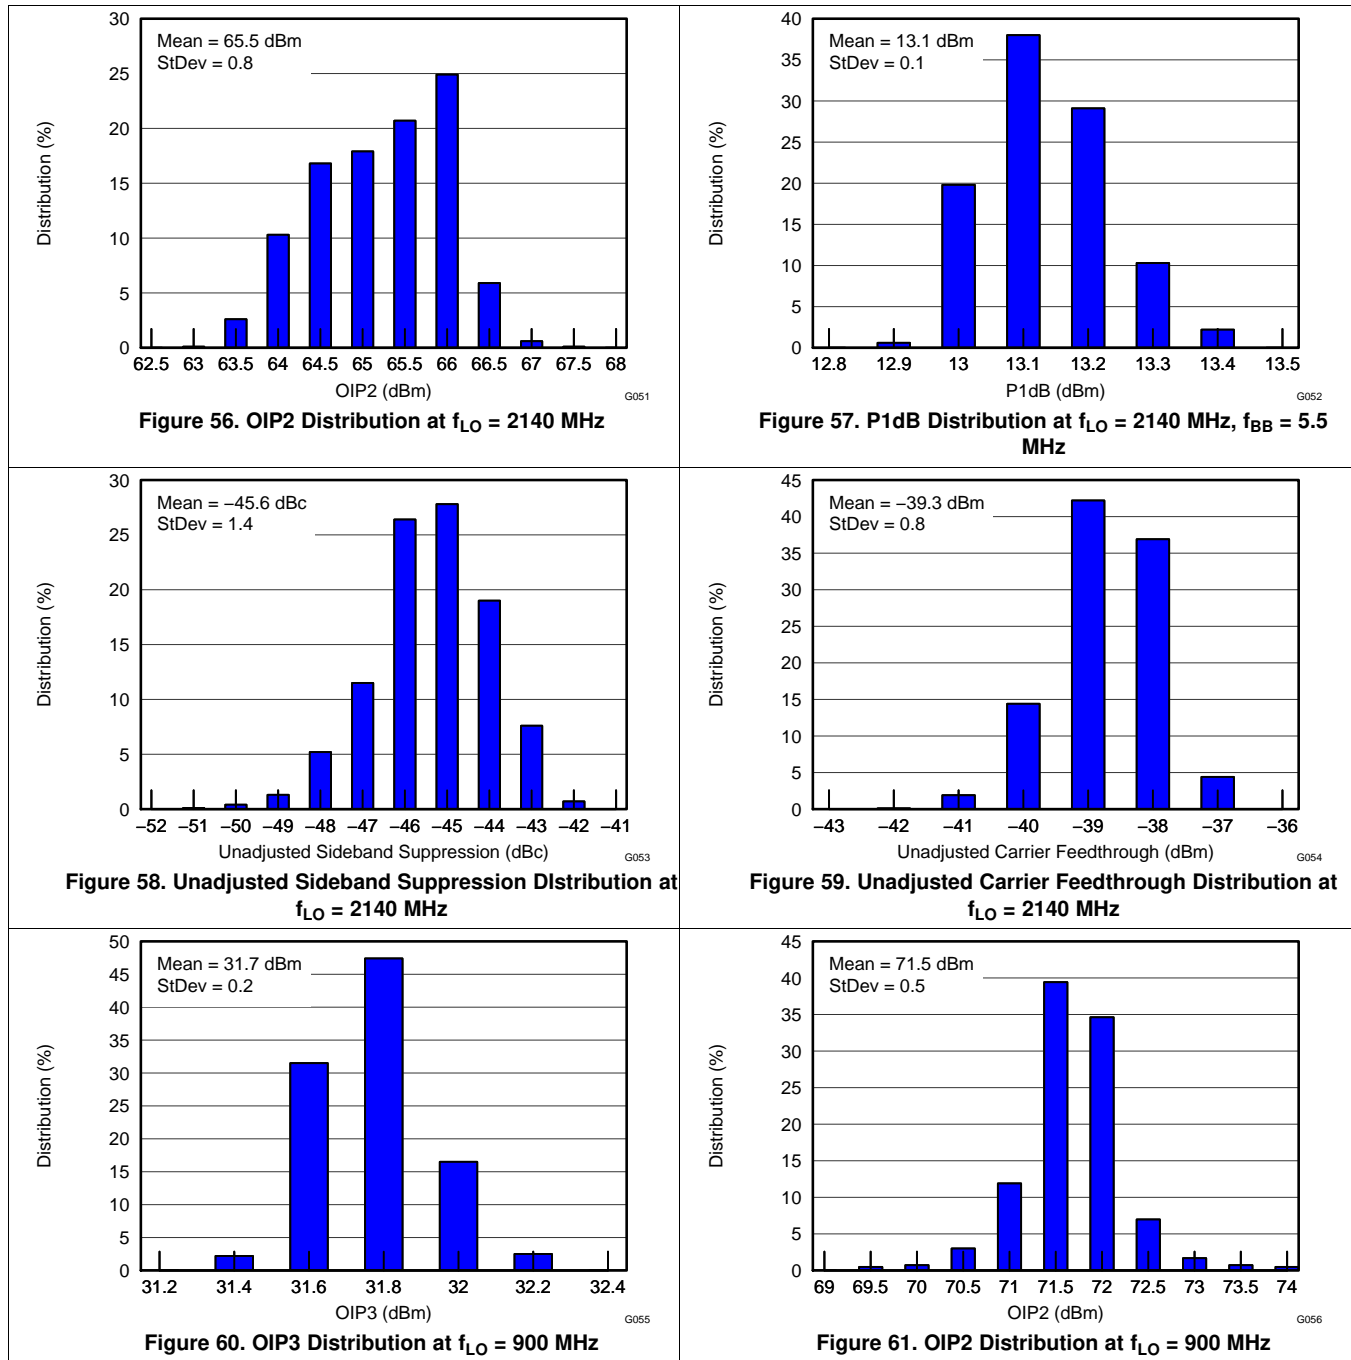 30
25
20
15
10
5
0
Distribution (%)
Mean = 65.5 dBm
StDev = 0.8
62.5 63 63.5 64 64.5 65 65.5 66 66.5 67 67.5 68
OIP2 (dBm)
G051
Figure 56. OIP2 Distribution at fLO = 2140 MHz
40
35
30
25
20
15
10
5
0
Distribution (%)
Mean = 13.1 dBm
StDev = 0.1
12.8 12.9 13 13.1 13.2 13.3 13.4 13.5
P1dB (dBm)
G052
Figure 57. P1dB Distribution at fLO = 2140 MHz, fBB = 5.5
MHz
30
25
20
15
10
5
0
Distribution (%)
Mean = −45.6 dBc
StDev = 1.4
−52 −51 −50 −49 −48 −47 −46 −45 −44 −43 −42 −41
Unadjusted Sideband Suppression (dBc)
G053
Figure 58. Unadjusted Sideband Suppression DIstribution at
fLO = 2140 MHz
45
40
35
30
25
20
15
10
5
0
Distribution (%)
Mean = −39.3 dBm
StDev = 0.8
−43 −42 −41 −40 −39 −38 −37 −36
Unadjusted Carrier Feedthrough (dBm)
G054
Figure 59. Unadjusted Carrier Feedthrough Distribution at
fLO = 2140 MHz
50
45
40
35
30
25
20
15
10
5
0
Distribution (%)
Mean = 31.7 dBm
StDev = 0.2
31.2 31.4 31.6 31.8 32 32.2 32.4
OIP3 (dBm)
G055
Figure 60. OIP3 Distribution at fLO = 900 MHz
45
40
35
30
25
20
15
10
5
0
Distribution (%)
Mean = 71.5 dBm
StDev = 0.5
69 69.5 70 70.5 71 71.5 72 72.5 73 73.5 74
OIP2 (dBm)
G056
Figure 61. OIP2 Distribution at fLO = 900 MHz